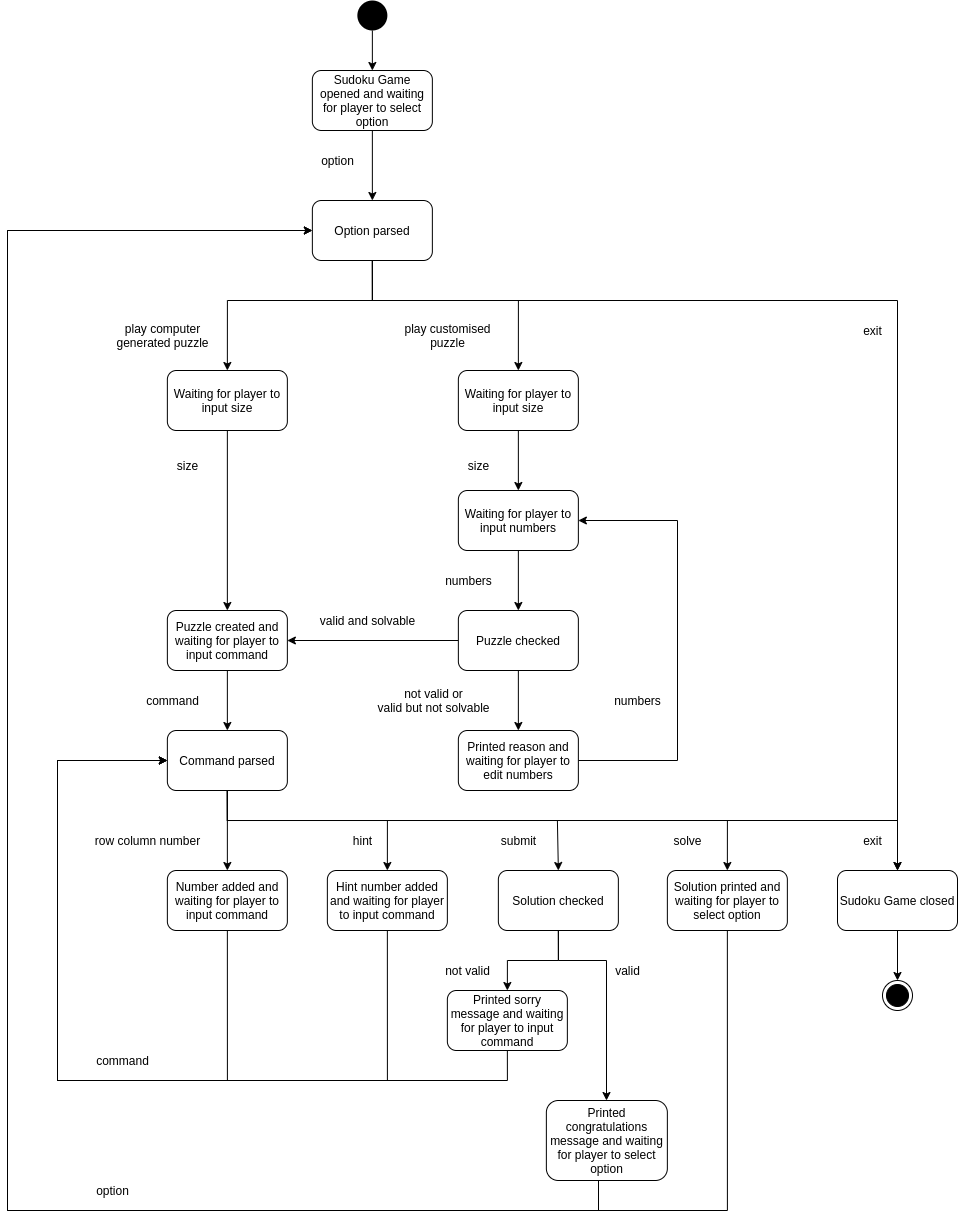 Sudoku Game
opened and waiting
for player to select
option
option
Option parsed
play computer
generated puzzle
play customised
puzzle
exit
Waiting for player to
input size
Waiting for player to
input size
size
size
Waiting for player to
input numbers
numbers
Puzzle created and
waiting for player to
input command
valid and solvable
Puzzle checked
command
not valid or
valid but not solvable
numbers
Command parsed
Printed reason and
waiting for player to
edit numbers
row column number
hint
submit
solve
exit
Number added and
waiting for player to
input command
Hint number added
and waiting for player
to input command
Solution checked
Solution printed and
waiting for player to
select option
Sudoku Game closed
not valid
valid
Printed sorry
message and waiting
for player to input
command
command
Printed
congratulations
message and waiting
for player to select
option
option